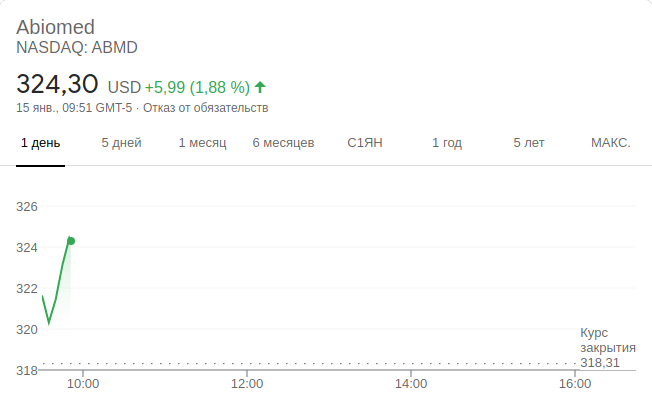 Abiomed
NASDAQ: ABMD
324,30 USD +5,99 (1,88 %)
15 янв., 09:51 GMT-5 · Отказ от обязательств
1 день 5 дней 1 месяц 6 месяцев С1ЯН 1 год 5 лет МАКС.
326
324
322
320
Курс
закрытия
318,31
318
10:00 12:00 14:00 16:00